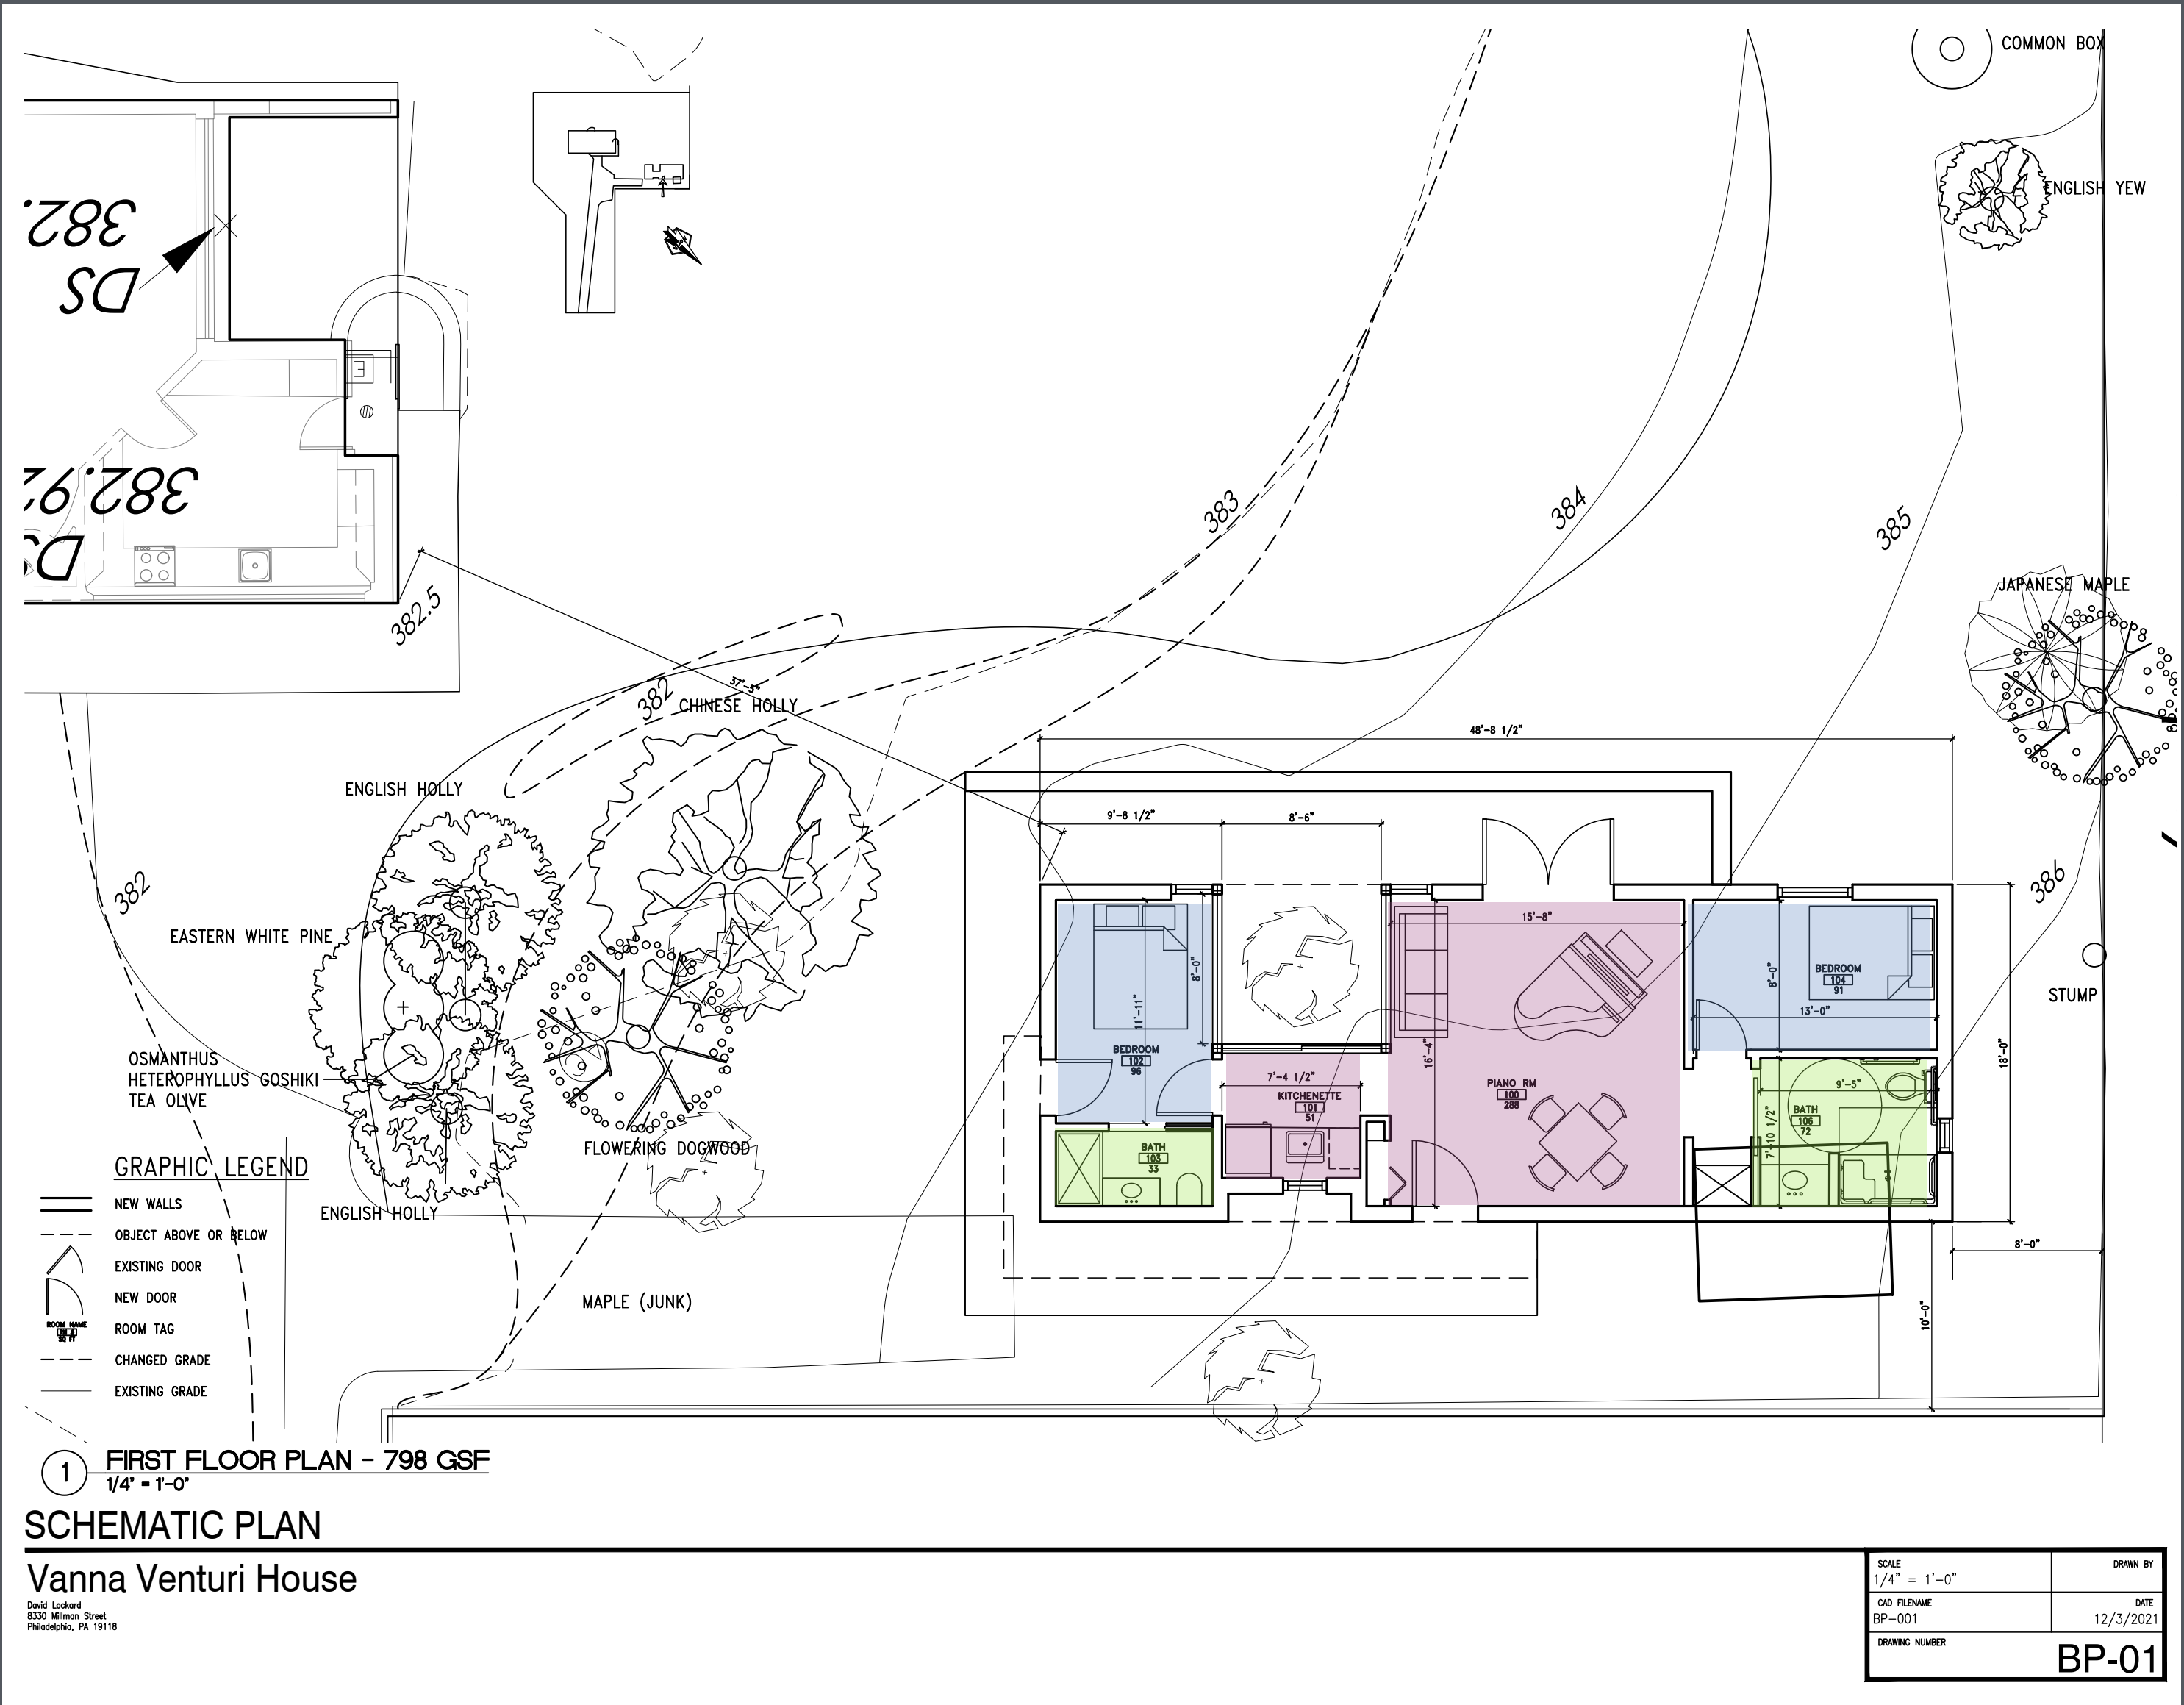 COMMON BOX
ENGLISH YEW
382.
DS
382.92
DS
382.5
383
384
385
JAPANESE MAPLE
37'-5"
382
CHINESE HOLLY
48'-8 1/2"
ENGLISH HOLLY
9'-8 1/2"
8'-6"
382
386
EASTERN WHITE PINE
15'-8"
8'-0"
8'-0"
BEDROOM
104
91
13'-0"
STUMP
11'-11"
BEDROOM
102
96
16'-4"
18'-0"
OSMANTHUS
HETEROPHYLLUS GOSHIKI
TEA OLIVE
7'-4 1/2"
KITCHENETTE
101
51
PIANO RM
100
288
9'-5"
BATH
106
72
7'-10 1/2"
FLOWERING DOGWOOD
BATH
103
33
ENGLISH HOLLY
8'-0"
10'-0"
MAPLE (JUNK)
GRAPHIC LEGEND
NEW WALLS
OBJECT ABOVE OR BELOW
EXISTING DOOR
NEW DOOR
ROOM NAME
SQ FT
ROOM TAG
CHANGED GRADE
EXISTING GRADE
1
FIRST FLOOR PLAN - 798 GSF
1/4" = 1'-0"
SCHEMATIC PLAN
Vanna Venturi House
David Lockard
8330 Millman Street
Philadelphia, PA 19118
SCALE
1/4" = 1'-0"
DRAWN BY
CAD FILENAME
BP-001
DATE
12/3/2021
DRAWING NUMBER
BP-01